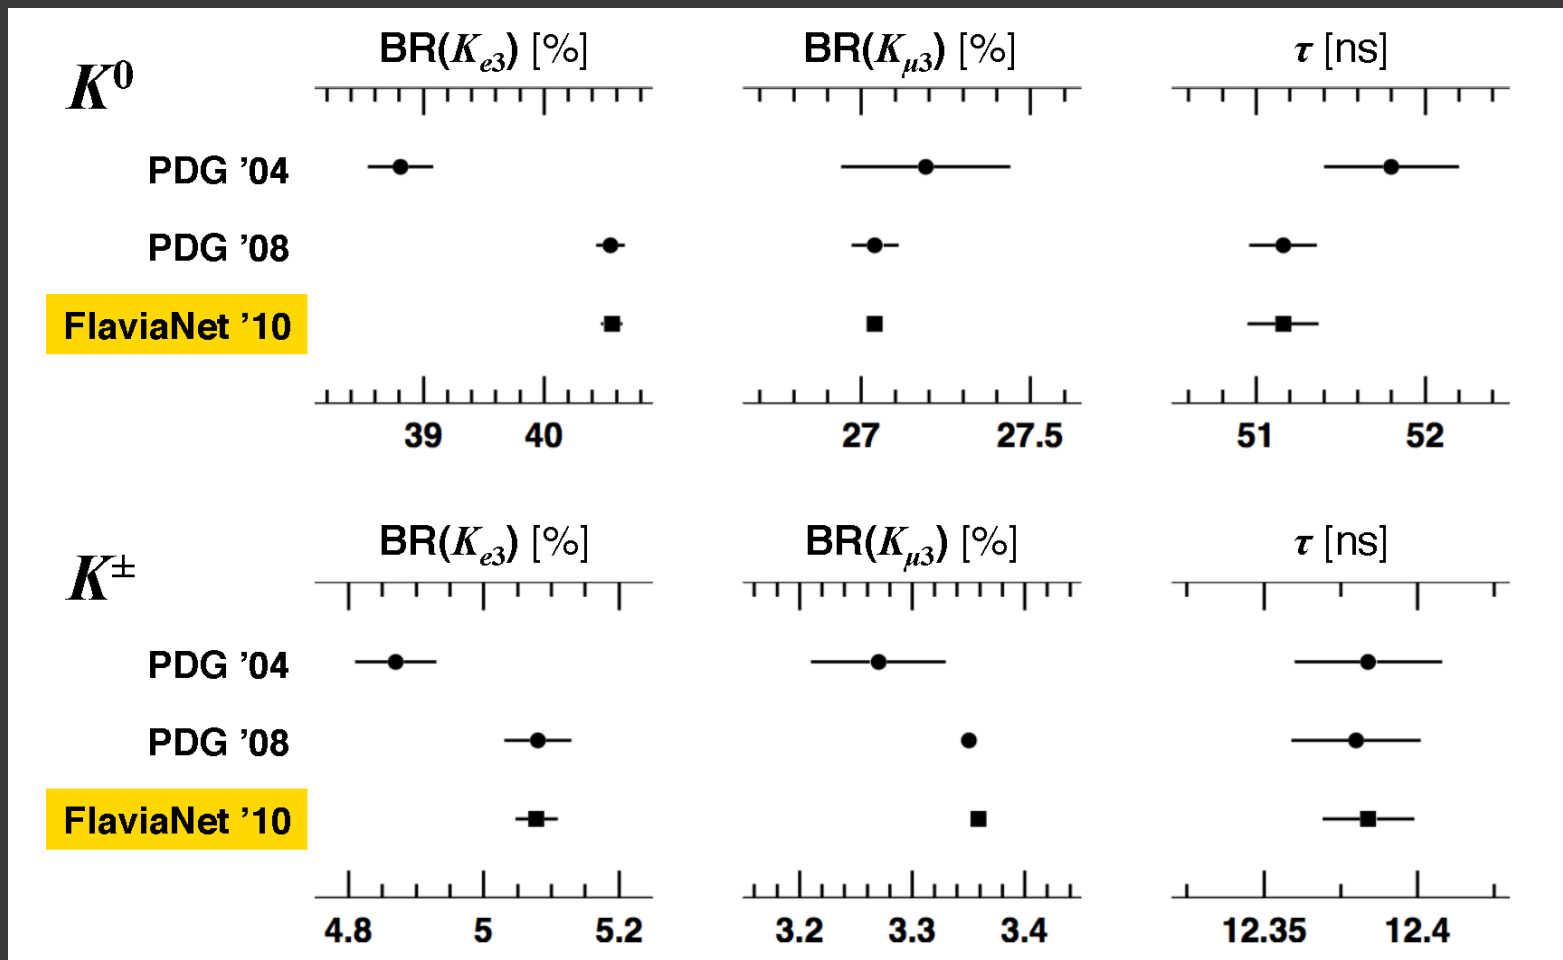 BR(Ke3) [%] BR(Kμ3) [%] τ [ns]
K⁰
PDG ’04
PDG ’08
FlaviaNet ’10
39 40 27 27.5 51 52
BR(Ke3) [%] BR(Kμ3) [%] τ [ns]
K±
PDG ’04
PDG ’08
FlaviaNet ’10
4.8 5 5.2 3.2 3.3 3.4 12.35 12.4